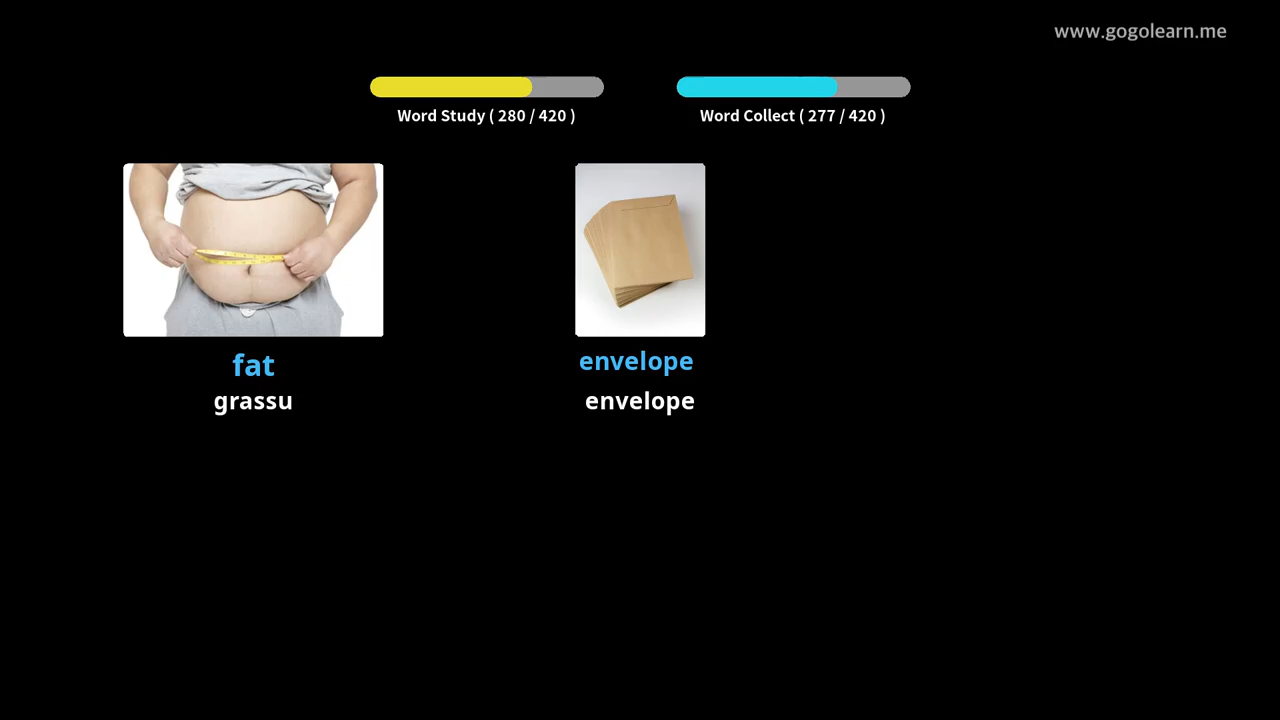 www.gogolearn.me
Word Study ( 280 / 420 )
Word Collect ( 277 / 420 )
fat
grassu
envelope
envelope